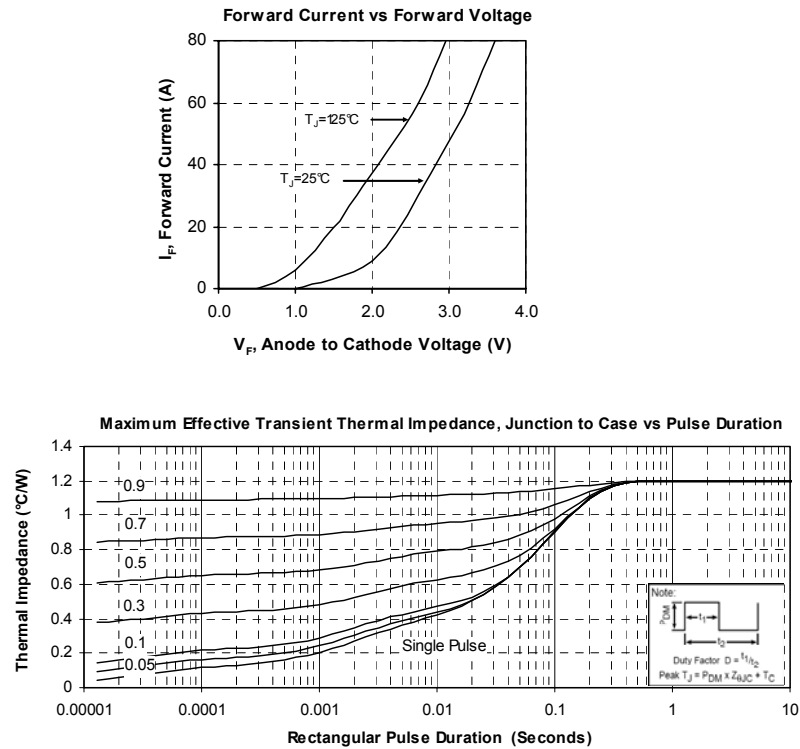 Forward Current vs Forward Voltage
80
60
40
20
0
I_F, Forward Current (A)
T_J=125°C
T_J=25°C
0.0 1.0 2.0 3.0 4.0
V_F, Anode to Cathode Voltage (V)
Maximum Effective Transient Thermal Impedance, Junction to Case vs Pulse Duration
1.4
1.2
1
0.8
0.6
0.4
0.2
0
Thermal Impedance (°C/W)
0.9
0.7
0.5
0.3
0.1
0.05
Single Pulse
Note:
P_DM
t_1
t_2
Duty Factor D = t1/t2
Peak T_J = P_DM x Z_θJC + T_C
0.00001 0.0001 0.001 0.01 0.1 1 10
Rectangular Pulse Duration (Seconds)